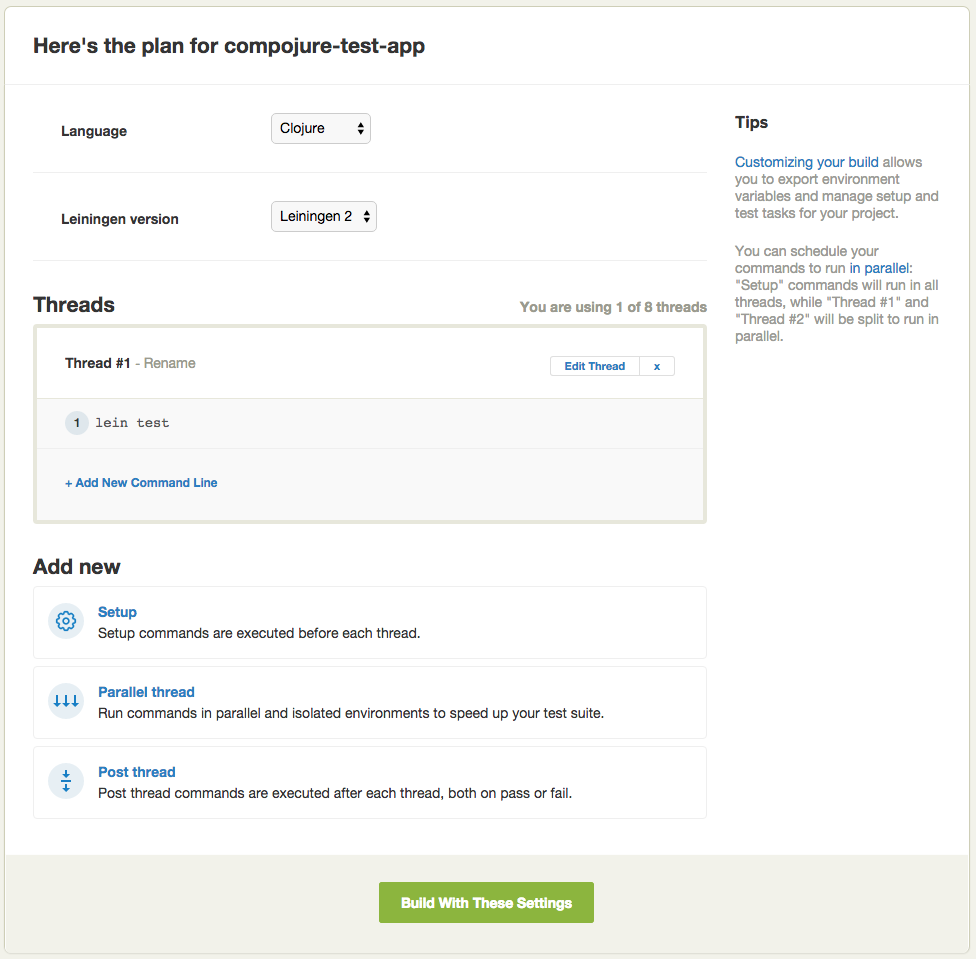 Here's the plan for compojure-test-app
Language
Clojure
Leiningen version
Leiningen 2
Threads
You are using 1 of 8 threads
Thread #1 - Rename
Edit Thread
x
1 lein test
+ Add New Command Line
Add new
Setup
Setup commands are executed before each thread.
Parallel thread
Run commands in parallel and isolated environments to speed up your test suite.
Post thread
Post thread commands are executed after each thread, both on pass or fail.
Tips
Customizing your build allows
you to export environment
variables and manage setup and
test tasks for your project.
You can schedule your
commands to run in parallel:
"Setup" commands will run in all
threads, while "Thread #1" and
"Thread #2" will be split to run in
parallel.
Build With These Settings